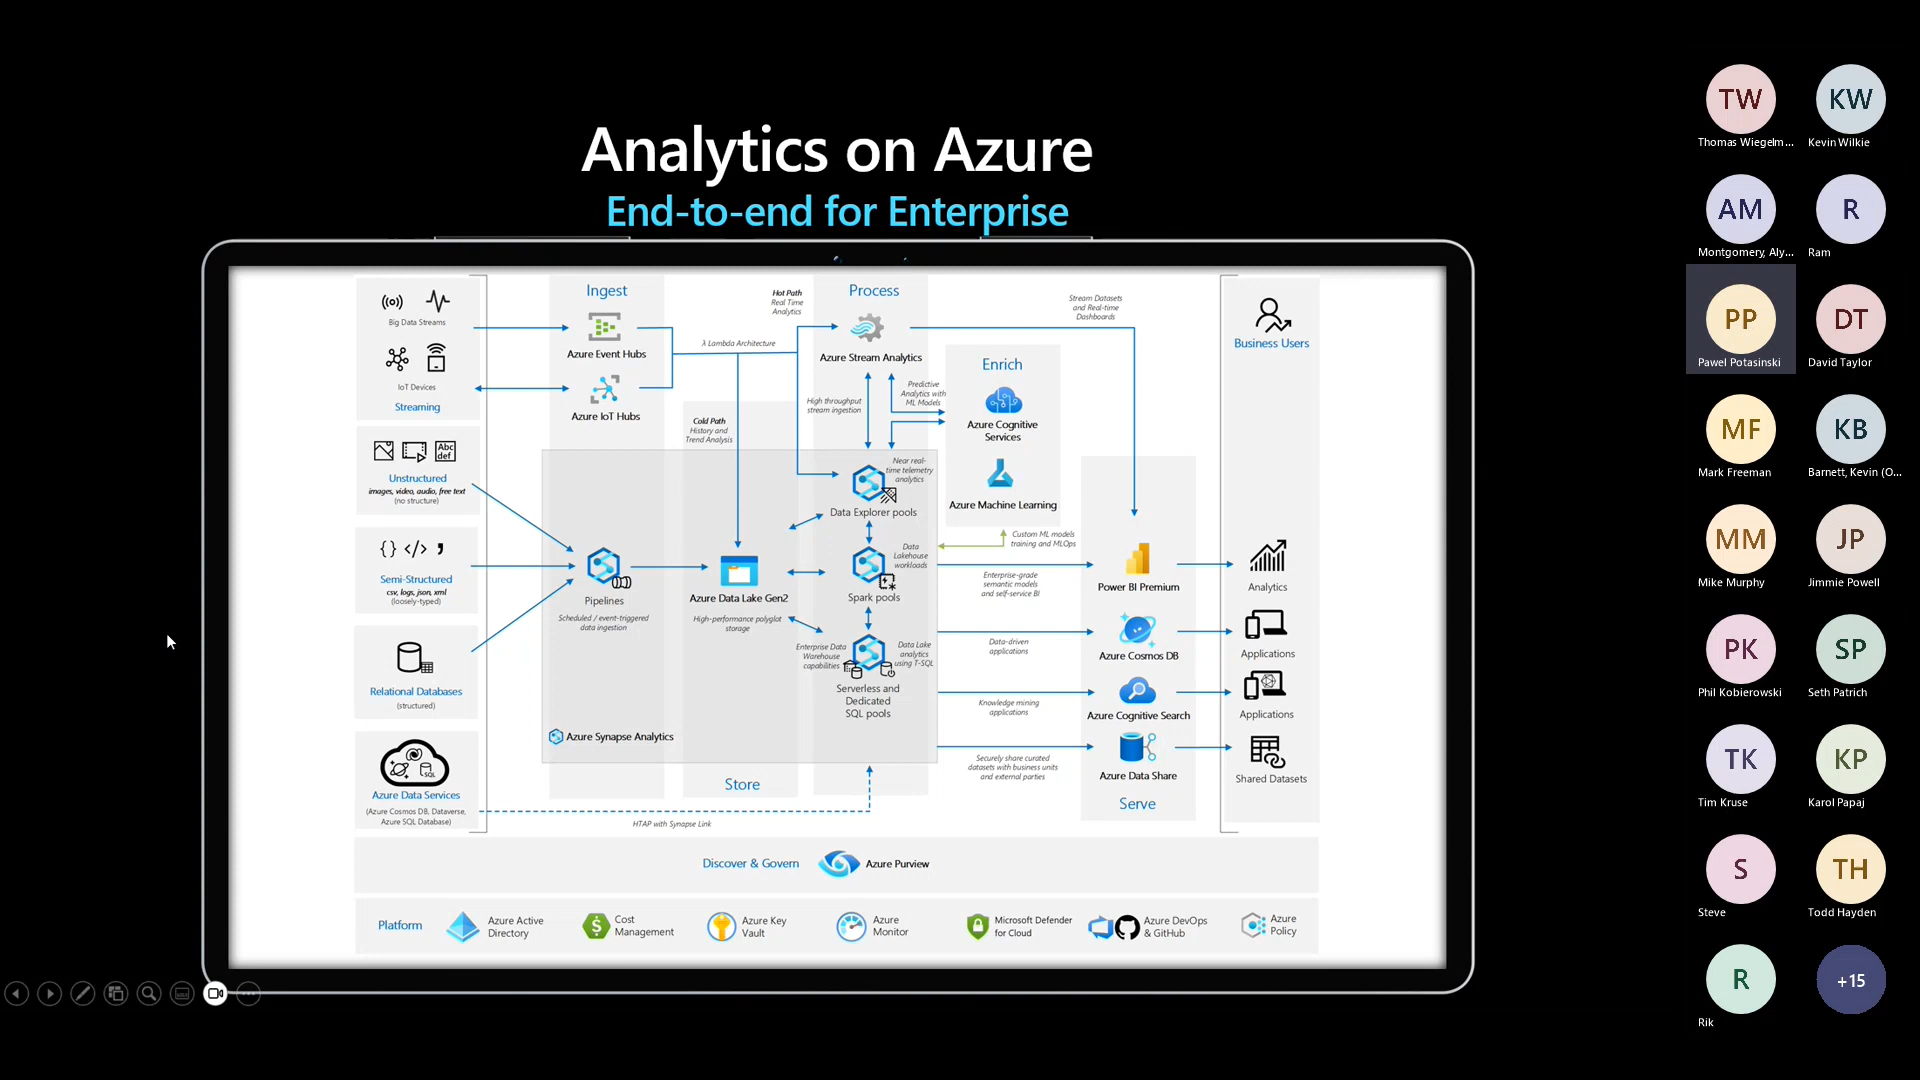 Analytics on Azure
End-to-end for Enterprise
Big Data Streams
IoT Devices
Streaming
Abc
def
Unstructured
images, video, audio, free text
(no structure)
{} </> ,
Semi-Structured
csv, logs, json, xml
(loosely-typed)
Relational Databases
(structured)
SQL
Azure Data Services
(Azure Cosmos DB, Dataverse,
Azure SQL Database)
Ingest
Azure Event Hubs
Azure IoT Hubs
λ Lambda Architecture
Hot Path
Real Time
Analytics
Cold Path
History and
Trend Analysis
Process
Azure Stream Analytics
High throughput
stream ingestion
Predictive
Analytics with
ML Models
Stream Datasets
and Real-time
Dashboards
Enrich
Azure Cognitive
Services
Azure Machine Learning
Near real-
time telemetry
analytics
Data Explorer pools
Data
Lakehouse
workloads
Spark pools
Enterprise Data
Warehouse
capabilities
Data Lake
analytics
using T-SQL
Serverless and
Dedicated
SQL pools
Pipelines
Scheduled / event-triggered
data ingestion
Azure Data Lake Gen2
High-performance polyglot
storage
Azure Synapse Analytics
Store
HTAP with Synapse Link
Custom ML models
training and MLOps
Enterprise-grade
semantic models
and self-service BI
Data-driven
applications
Knowledge mining
applications
Securely share curated
datasets with business units
and external parties
Power BI Premium
Azure Cosmos DB
Azure Cognitive Search
Azure Data Share
Serve
Business Users
Analytics
Applications
Applications
Shared Datasets
Discover & Govern
Azure Purview
Platform
Azure Active
Directory
$
Cost
Management
Azure Key
Vault
Azure
Monitor
Microsoft Defender
for Cloud
Azure DevOps
& GitHub
Azure
Policy
TW
Thomas Wiegelm...
KW
Kevin Wilkie
AM
Montgomery, Aly...
R
Ram
PP
Pawel Potasinski
DT
David Taylor
MF
Mark Freeman
KB
Barnett, Kevin (O...
MM
Mike Murphy
JP
Jimmie Powell
PK
Phil Kobierowski
SP
Seth Patrich
TK
Tim Kruse
KP
Karol Papaj
S
Steve
TH
Todd Hayden
R
Rik
+15